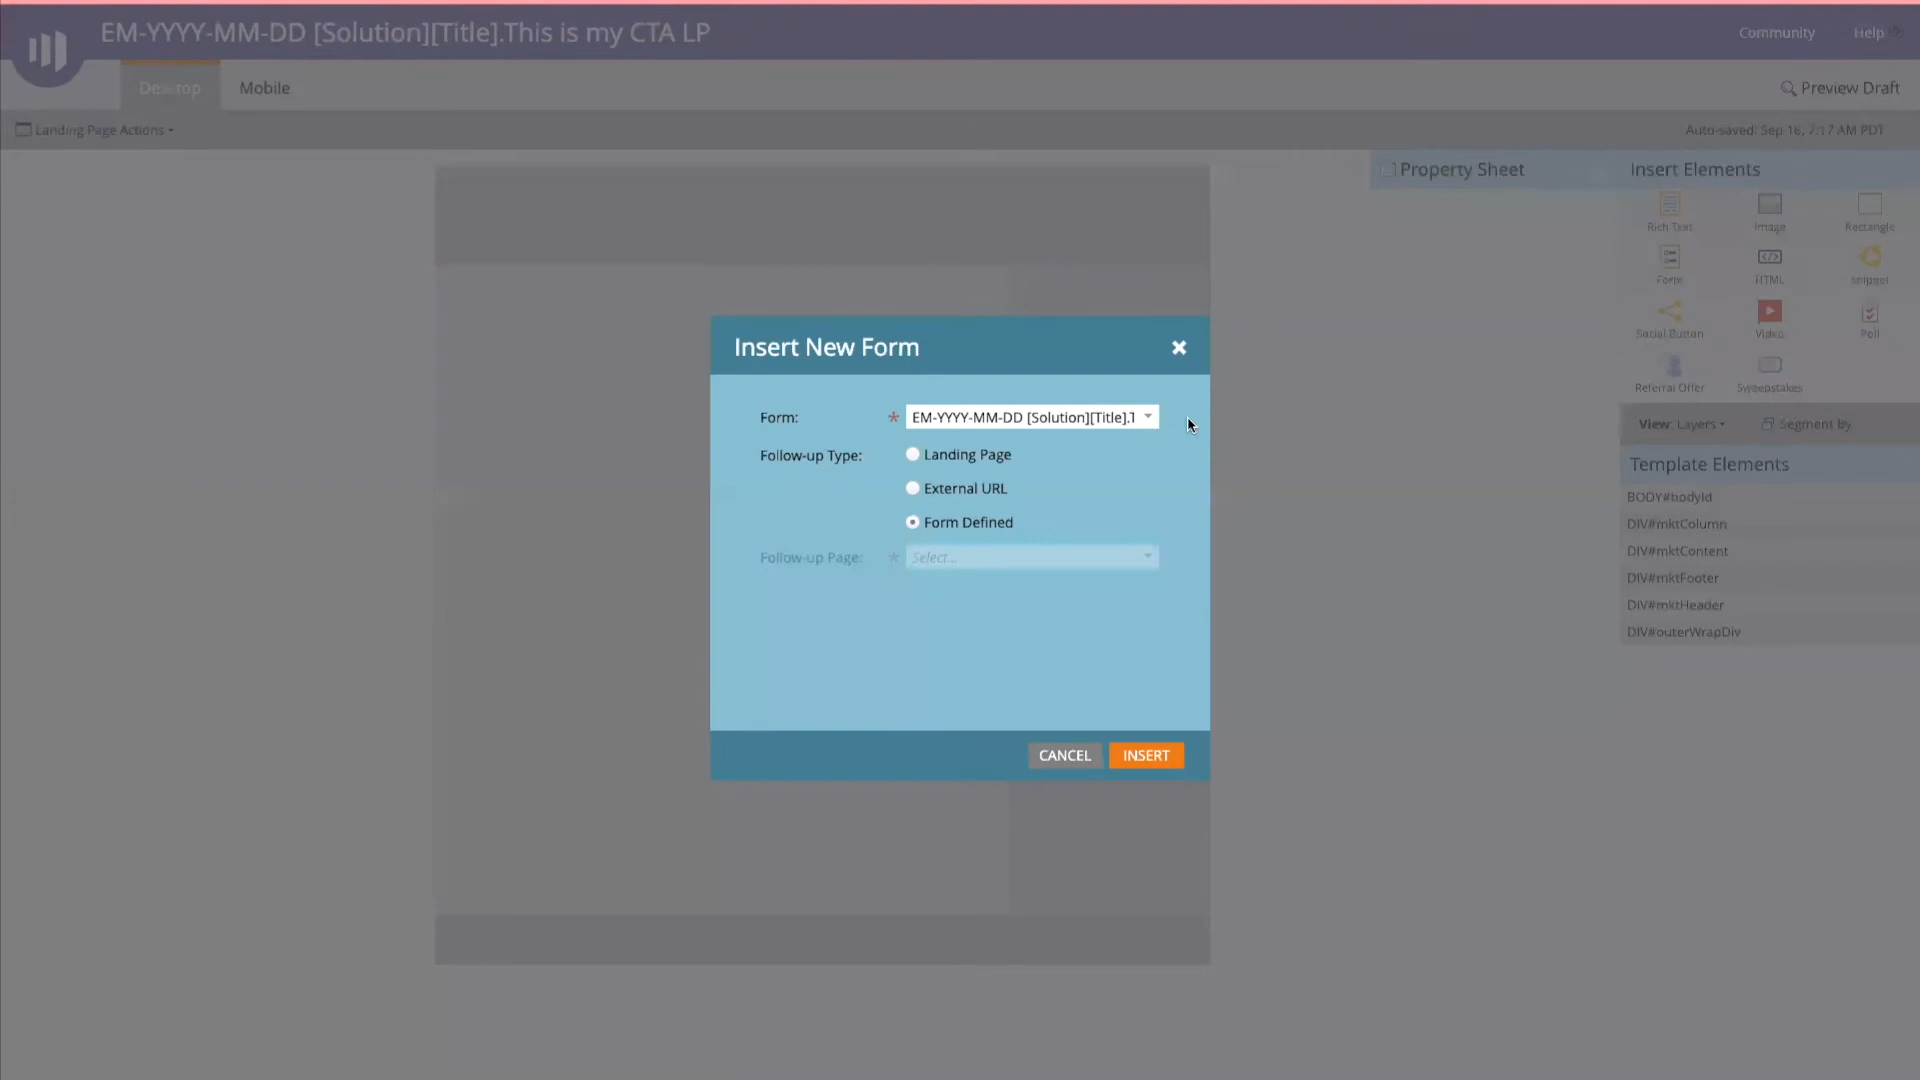 EM-YYYY-MM-DD [Solution][Title].This is my CTA LP
Community
Help
Desktop
Mobile
Preview Draft
Landing Page Actions
Auto-saved: Sep 16, 7:17 AM PDT
Property Sheet
Insert Elements
Rich Text
Image
Rectangle
Form
HTML
Snippet
Social Button
Video
Poll
Referral Offer
Sweepstakes
View: Layers
Segment By
Template Elements
BODY#bodyId
DIV#mktColumn
DIV#mktContent
DIV#mktFooter
DIV#mktHeader
DIV#outerWrapDiv
Insert New Form
Form:
* EM-YYYY-MM-DD [Solution][Title].T
Follow-up Type:
Landing Page
External URL
Form Defined
Follow-up Page:
* Select...
CANCEL
INSERT